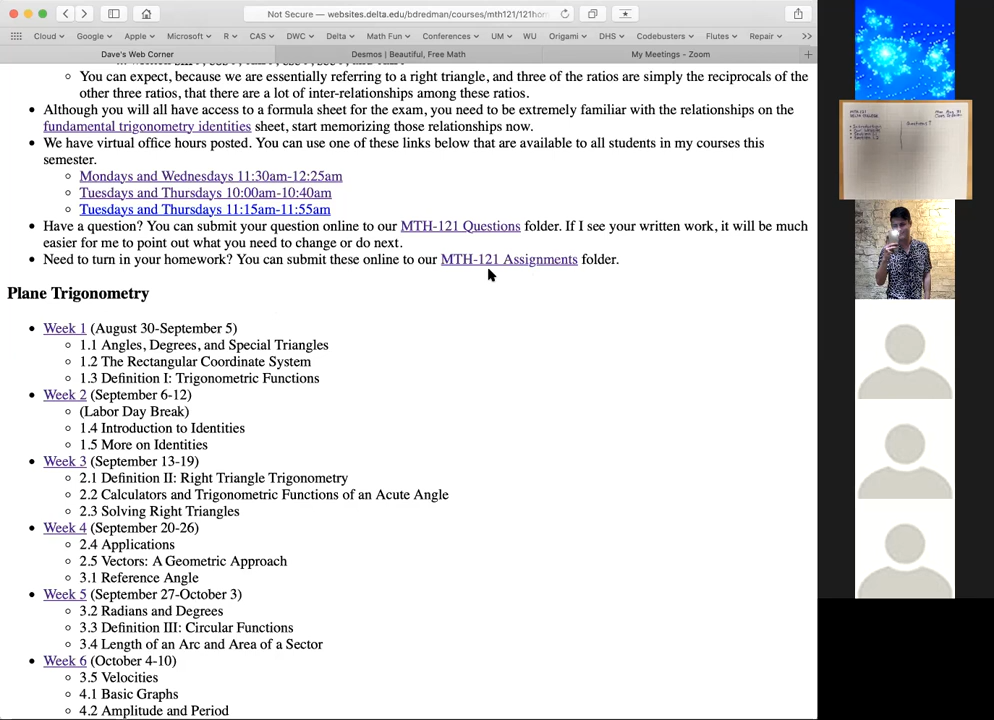 Not Secure — websites.delta.edu/bdredman/courses/mth121/121hom
Cloud Google Apple Microsoft R CAS DWC Delta Math Fun Conferences UM WU Origami DHS Codebusters Flutes Repair
Dave's Web Corner
Desmos | Beautiful, Free Math
My Meetings - Zoom
You can expect, because we are essentially referring to a right triangle, and three of the ratios are simply the reciprocals of the
other three ratios, that there are a lot of inter-relationships among these ratios.
Although you will all have access to a formula sheet for the exam, you need to be extremely familiar with the relationships on the
fundamental trigonometry identities sheet, start memorizing those relationships now.
We have virtual office hours posted. You can use one of these links below that are available to all students in my courses this
semester.
Mondays and Wednesdays 11:30am-12:25am
Tuesdays and Thursdays 10:00am-10:40am
Tuesdays and Thursdays 11:15am-11:55am
Have a question? You can submit your question online to our MTH-121 Questions folder. If I see your written work, it will be much
easier for me to point out what you need to change or do next.
Need to turn in your homework? You can submit these online to our MTH-121 Assignments folder.
Plane Trigonometry
Week 1 (August 30-September 5)
1.1 Angles, Degrees, and Special Triangles
1.2 The Rectangular Coordinate System
1.3 Definition I: Trigonometric Functions
Week 2 (September 6-12)
(Labor Day Break)
1.4 Introduction to Identities
1.5 More on Identities
Week 3 (September 13-19)
2.1 Definition II: Right Triangle Trigonometry
2.2 Calculators and Trigonometric Functions of an Acute Angle
2.3 Solving Right Triangles
Week 4 (September 20-26)
2.4 Applications
2.5 Vectors: A Geometric Approach
3.1 Reference Angle
Week 5 (September 27-October 3)
3.2 Radians and Degrees
3.3 Definition III: Circular Functions
3.4 Length of an Arc and Area of a Sector
Week 6 (October 4-10)
3.5 Velocities
4.1 Basic Graphs
4.2 Amplitude and Period
MTH 121
DELTA COLLEGE
Questions?